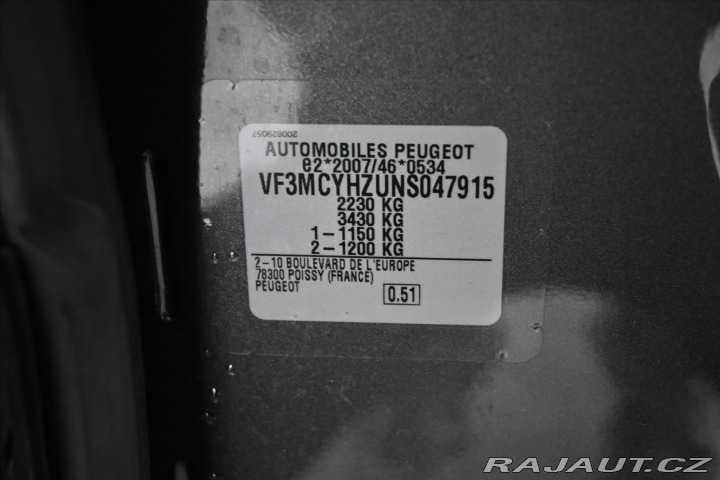 200629057
AUTOMOBILES PEUGEOT
e2*2007/46*0534
VF3MCYHZUNS047915
2230 KG
3430 KG
1-1150 KG
2-1200 KG
2-10 BOULEVARD DE L'EUROPE
78300 POISSY (FRANCE)
PEUGEOT
0.51
RAJAUT.CZ